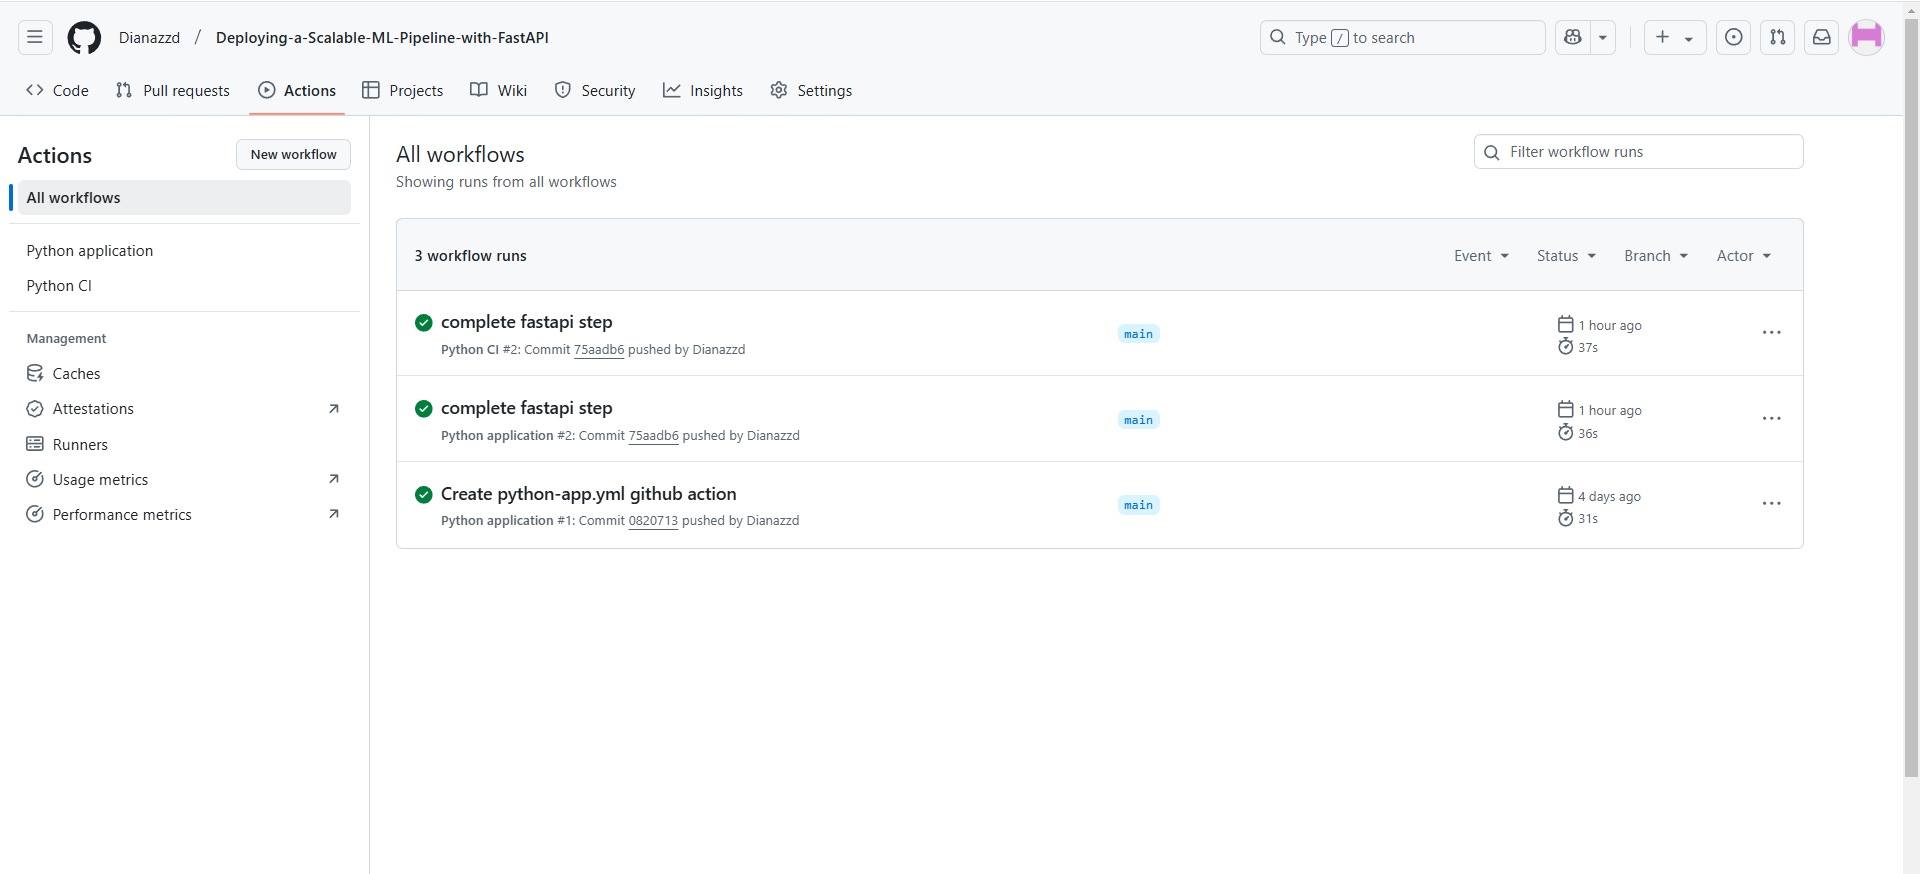 Dianazzd / Deploying-a-Scalable-ML-Pipeline-with-FastAPI
Type / to search
Code
Pull requests
Actions
Projects
Wiki
Security
Insights
Settings
Actions
New workflow
All workflows
Python application
Python CI
Management
Caches
Attestations
Runners
Usage metrics
Performance metrics
All workflows
Showing runs from all workflows
Filter workflow runs
3 workflow runs
Event
Status
Branch
Actor
complete fastapi step
Python CI #2: Commit 75aadb6 pushed by Dianazzd
main
1 hour ago
37s
complete fastapi step
Python application #2: Commit 75aadb6 pushed by Dianazzd
main
1 hour ago
36s
Create python-app.yml github action
Python application #1: Commit 0820713 pushed by Dianazzd
main
4 days ago
31s